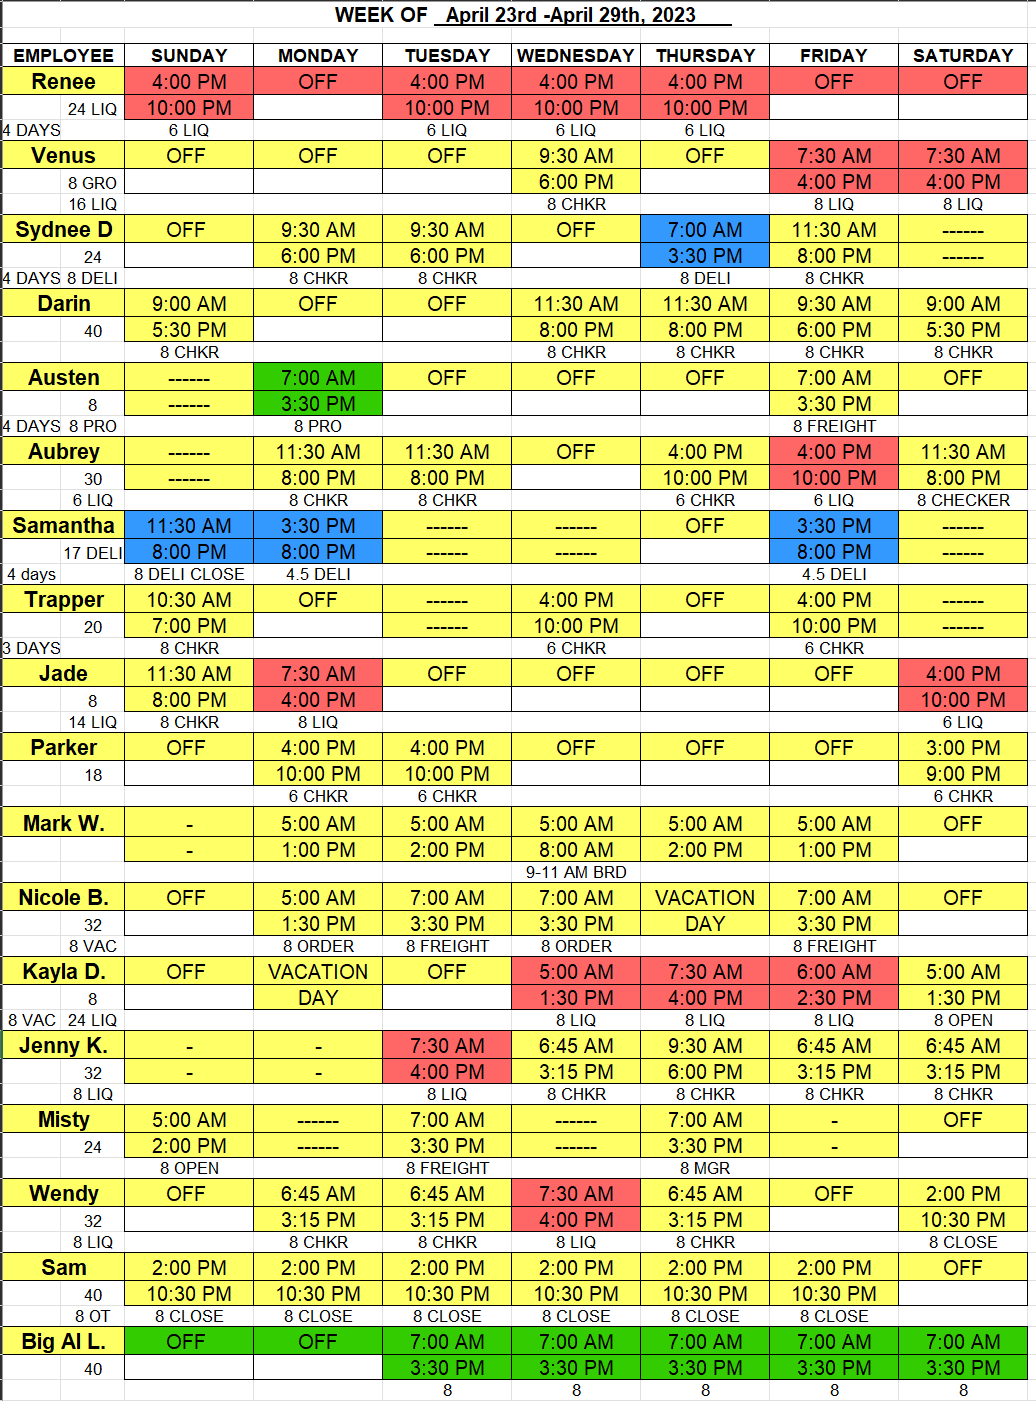 WEEK OF April 23rd -April 29th, 2023
EMPLOYEE SUNDAY MONDAY TUESDAY WEDNESDAY THURSDAY FRIDAY SATURDAY
Renee 4:00 PM OFF 4:00 PM 4:00 PM 4:00 PM OFF OFF
24 LIQ 10:00 PM 10:00 PM 10:00 PM 10:00 PM
4 DAYS 6 LIQ 6 LIQ 6 LIQ 6 LIQ
Venus OFF OFF OFF 9:30 AM OFF 7:30 AM 7:30 AM
8 GRO 6:00 PM 4:00 PM 4:00 PM
16 LIQ 8 CHKR 8 LIQ 8 LIQ
Sydnee D OFF 9:30 AM 9:30 AM OFF 7:00 AM 11:30 AM ------
24 6:00 PM 6:00 PM 3:30 PM 8:00 PM ------
4 DAYS 8 DELI 8 CHKR 8 CHKR 8 DELI 8 CHKR
Darin 9:00 AM OFF OFF 11:30 AM 11:30 AM 9:30 AM 9:00 AM
40 5:30 PM 8:00 PM 8:00 PM 6:00 PM 5:30 PM
8 CHKR 8 CHKR 8 CHKR 8 CHKR 8 CHKR
Austen ------ 7:00 AM OFF OFF OFF 7:00 AM OFF
8 ------ 3:30 PM 3:30 PM
4 DAYS 8 PRO 8 PRO 8 FREIGHT
Aubrey ------ 11:30 AM 11:30 AM OFF 4:00 PM 4:00 PM 11:30 AM
30 ------ 8:00 PM 8:00 PM 10:00 PM 10:00 PM 8:00 PM
6 LIQ 8 CHKR 8 CHKR 6 CHKR 6 LIQ 8 CHECKER
Samantha 11:30 AM 3:30 PM ------ ------ OFF 3:30 PM ------
17 DELI 8:00 PM 8:00 PM ------ ------ 8:00 PM ------
4 days 8 DELI CLOSE 4.5 DELI 4.5 DELI
Trapper 10:30 AM OFF ------ 4:00 PM OFF 4:00 PM ------
20 7:00 PM ------ 10:00 PM 10:00 PM ------
3 DAYS 8 CHKR 6 CHKR 6 CHKR
Jade 11:30 AM 7:30 AM OFF OFF OFF OFF 4:00 PM
8 8:00 PM 4:00 PM 10:00 PM
14 LIQ 8 CHKR 8 LIQ 6 LIQ
Parker OFF 4:00 PM 4:00 PM OFF OFF OFF 3:00 PM
18 10:00 PM 10:00 PM 9:00 PM
6 CHKR 6 CHKR 6 CHKR
Mark W. - 5:00 AM 5:00 AM 5:00 AM 5:00 AM 5:00 AM OFF
- 1:00 PM 2:00 PM 8:00 AM 2:00 PM 1:00 PM
9-11 AM BRD
Nicole B. OFF 5:00 AM 7:00 AM 7:00 AM VACATION 7:00 AM OFF
32 1:30 PM 3:30 PM 3:30 PM DAY 3:30 PM
8 VAC 8 ORDER 8 FREIGHT 8 ORDER 8 FREIGHT
Kayla D. OFF VACATION OFF 5:00 AM 7:30 AM 6:00 AM 5:00 AM
8 DAY 1:30 PM 4:00 PM 2:30 PM 1:30 PM
8 VAC 24 LIQ 8 LIQ 8 LIQ 8 LIQ 8 OPEN
Jenny K. - - 7:30 AM 6:45 AM 9:30 AM 6:45 AM 6:45 AM
32 - - 4:00 PM 3:15 PM 6:00 PM 3:15 PM 3:15 PM
8 LIQ 8 LIQ 8 CHKR 8 CHKR 8 CHKR 8 CHKR
Misty 5:00 AM ------ 7:00 AM ------ 7:00 AM - OFF
24 2:00 PM ------ 3:30 PM ------ 3:30 PM -
8 OPEN 8 FREIGHT 8 MGR
Wendy OFF 6:45 AM 6:45 AM 7:30 AM 6:45 AM OFF 2:00 PM
32 3:15 PM 3:15 PM 4:00 PM 3:15 PM 10:30 PM
8 LIQ 8 CHKR 8 CHKR 8 LIQ 8 CHKR 8 CLOSE
Sam 2:00 PM 2:00 PM 2:00 PM 2:00 PM 2:00 PM 2:00 PM OFF
40 10:30 PM 10:30 PM 10:30 PM 10:30 PM 10:30 PM 10:30 PM
8 OT 8 CLOSE 8 CLOSE 8 CLOSE 8 CLOSE 8 CLOSE 8 CLOSE
Big Al L. OFF OFF 7:00 AM 7:00 AM 7:00 AM 7:00 AM 7:00 AM
40 3:30 PM 3:30 PM 3:30 PM 3:30 PM 3:30 PM
8 8 8 8 8